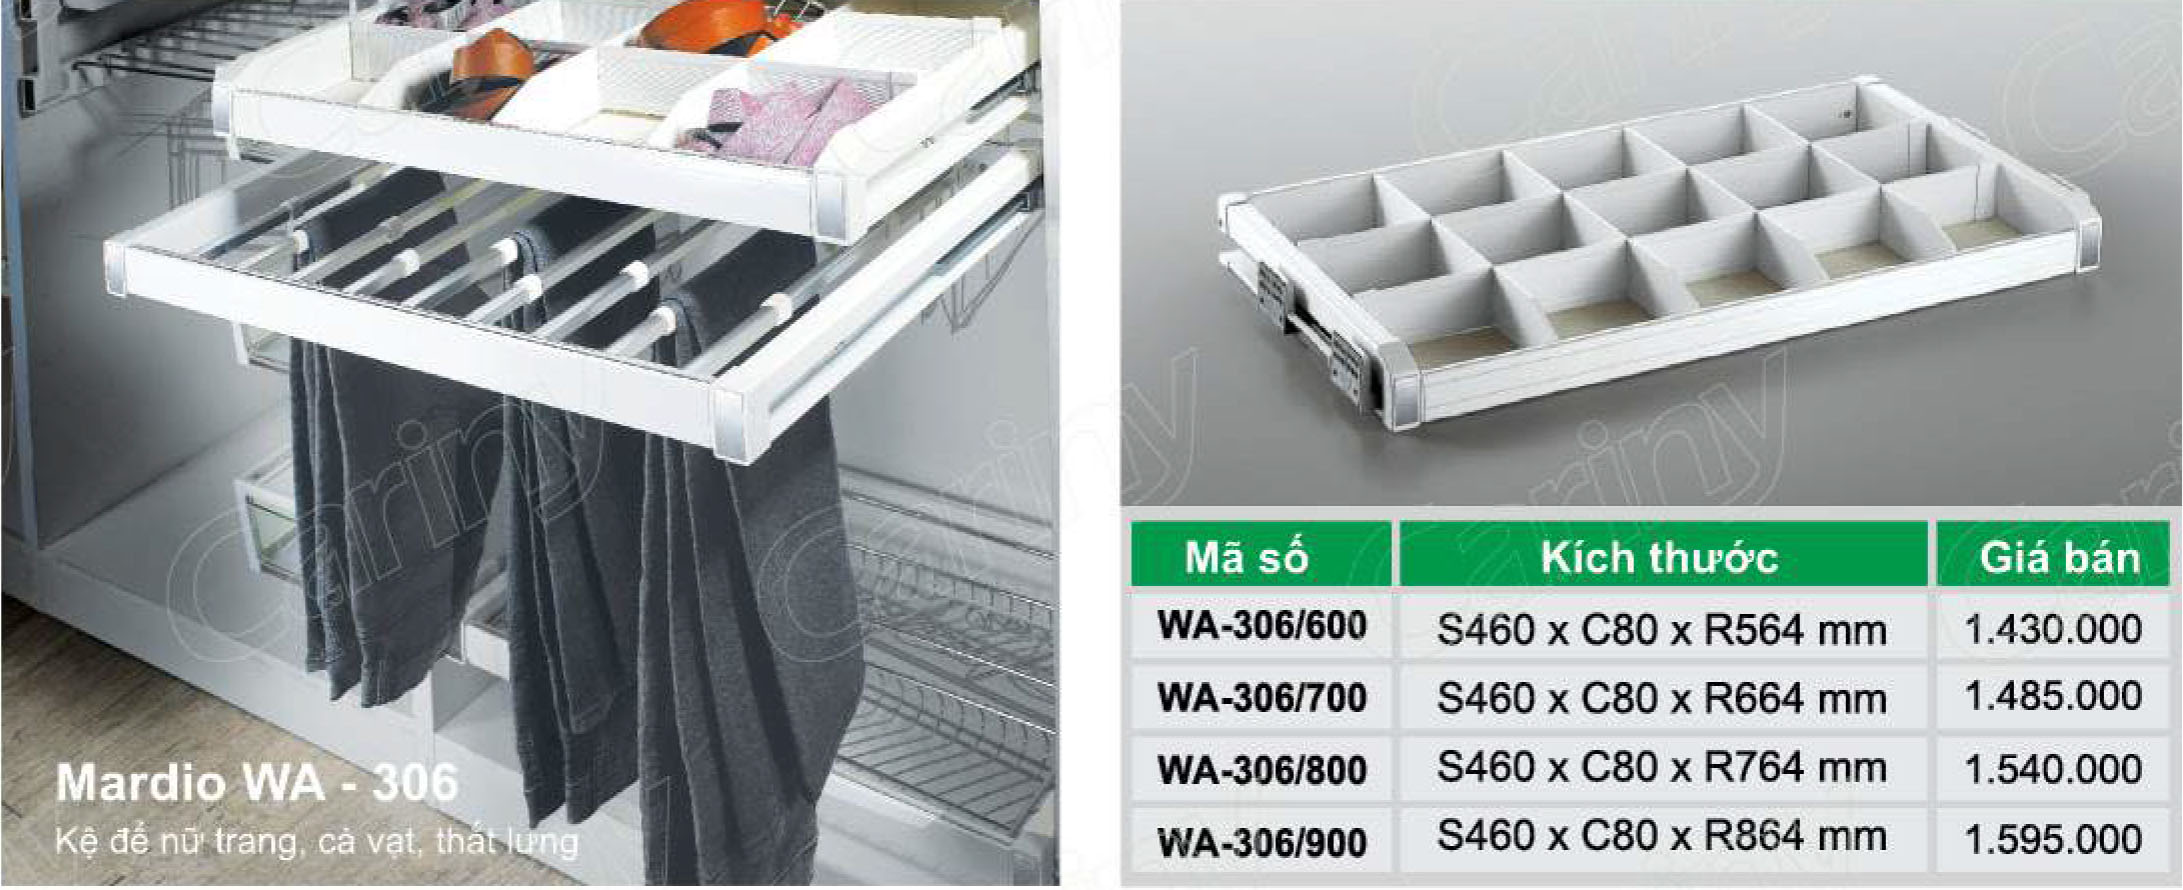 Mardio WA - 306
Kệ để nữ trang, cà vạt, thắt lưng
Mã số Kích thước Giá bán
WA-306/600 S460 x C80 x R564 mm 1.430.000
WA-306/700 S460 x C80 x R664 mm 1.485.000
WA-306/800 S460 x C80 x R764 mm 1.540.000
WA-306/900 S460 x C80 x R864 mm 1.595.000
Cariny
Cariny
Cariny